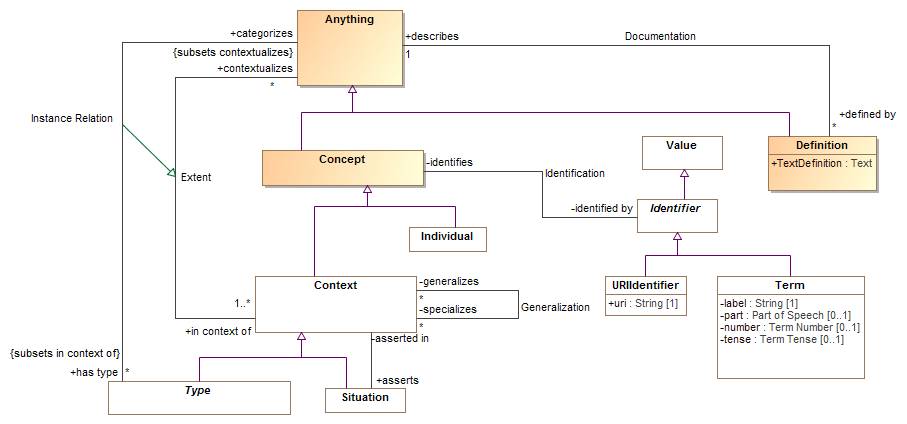 Anything
+categorizes
+describes
Documentation
{subsets contextualizes}
1
+contextualizes
*
Instance Relation
+defined by
*
Extent
Concept
-identifies
Identification
Value
Definition
+TextDefinition : Text
-identified by
Identifier
Individual
Context
-generalizes
*
Generalization
-specializes
*
1..*
+in context of
-asserted in
URIIdentifier
+uri : String [1]
Term
-label : String [1]
-part : Part of Speech [0..1]
-number : Term Number [0..1]
-tense : Term Tense [0..1]
{subsets in context of}
+has type
*
+asserts
Type
Situation